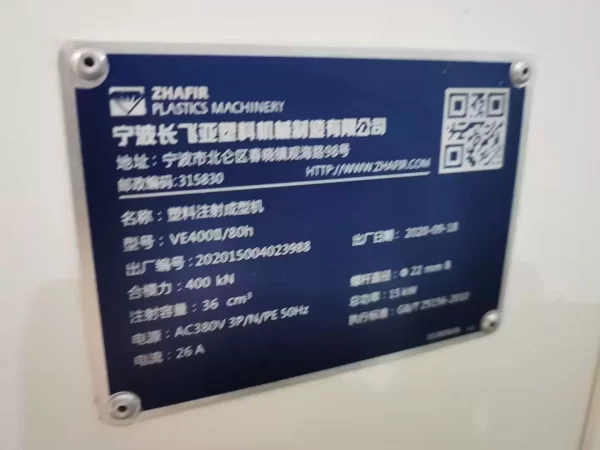 ZHAFIR
PLASTICS MACHINERY
宁波长飞亚塑料机械制造有限公司
地址：宁波市北仑区春晓镇观海路98号
邮政编码:315830 HTTP://WWW.ZHAFIR.COM
名称：塑料注射成型机
型号：VE400Ⅱ/80h 出厂日期：2020-09-18
出厂编号：202015004023988
合模力：400 kN 螺杆直径：Φ 22 mm B
注射容量：36 cm³ 总功率：15 kW
电源：AC380V 3P/N/PE 50Hz 执行标准：GB/T 25156-2010
电流：26 A